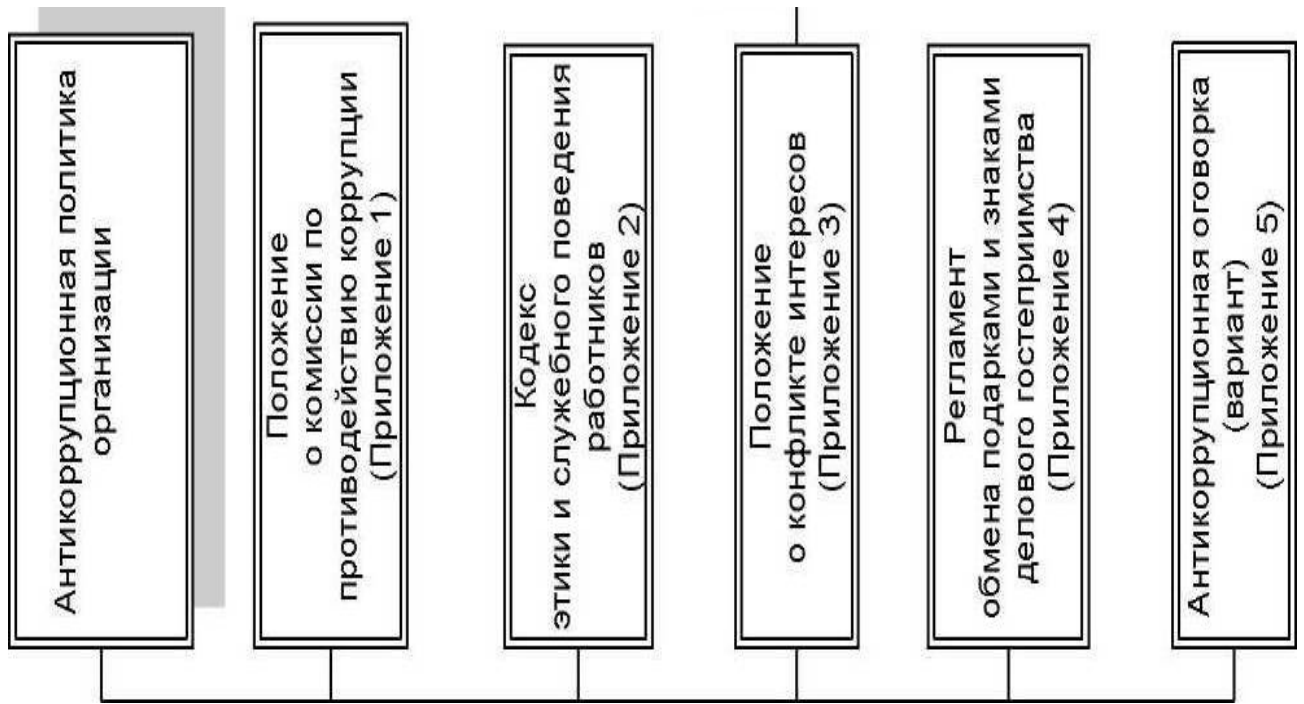 Антикоррупционная политика
организации
Положение
о комиссии по
противодействию коррупции
(Приложение 1)
Кодекс
этики и служебного поведения
работников
(Приложение 2)
Положение
о конфликте интересов
(Приложение 3)
Регламент
обмена подарками и знаками
делового гостеприимства
(Приложение 4)
Антикоррупционная оговорка
(вариант)
(Приложение 5)